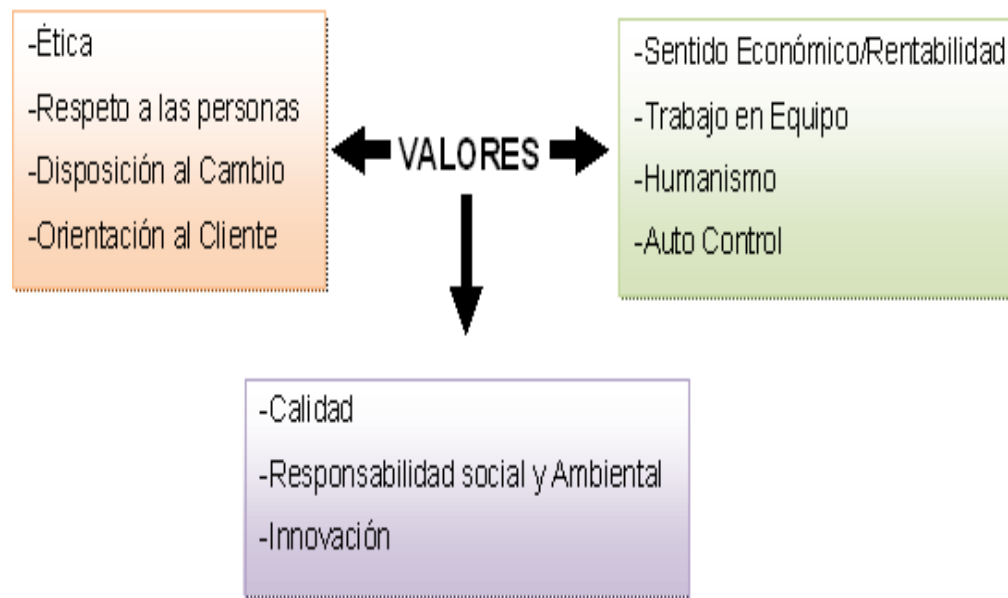 -Ética
-Respeto a las personas
-Disposición al Cambio
-Orientación al Cliente
VALORES
-Sentido Económico/Rentabilidad
-Trabajo en Equipo
-Humanismo
-Auto Control
-Calidad
-Responsabilidad social y Ambiental
-Innovación